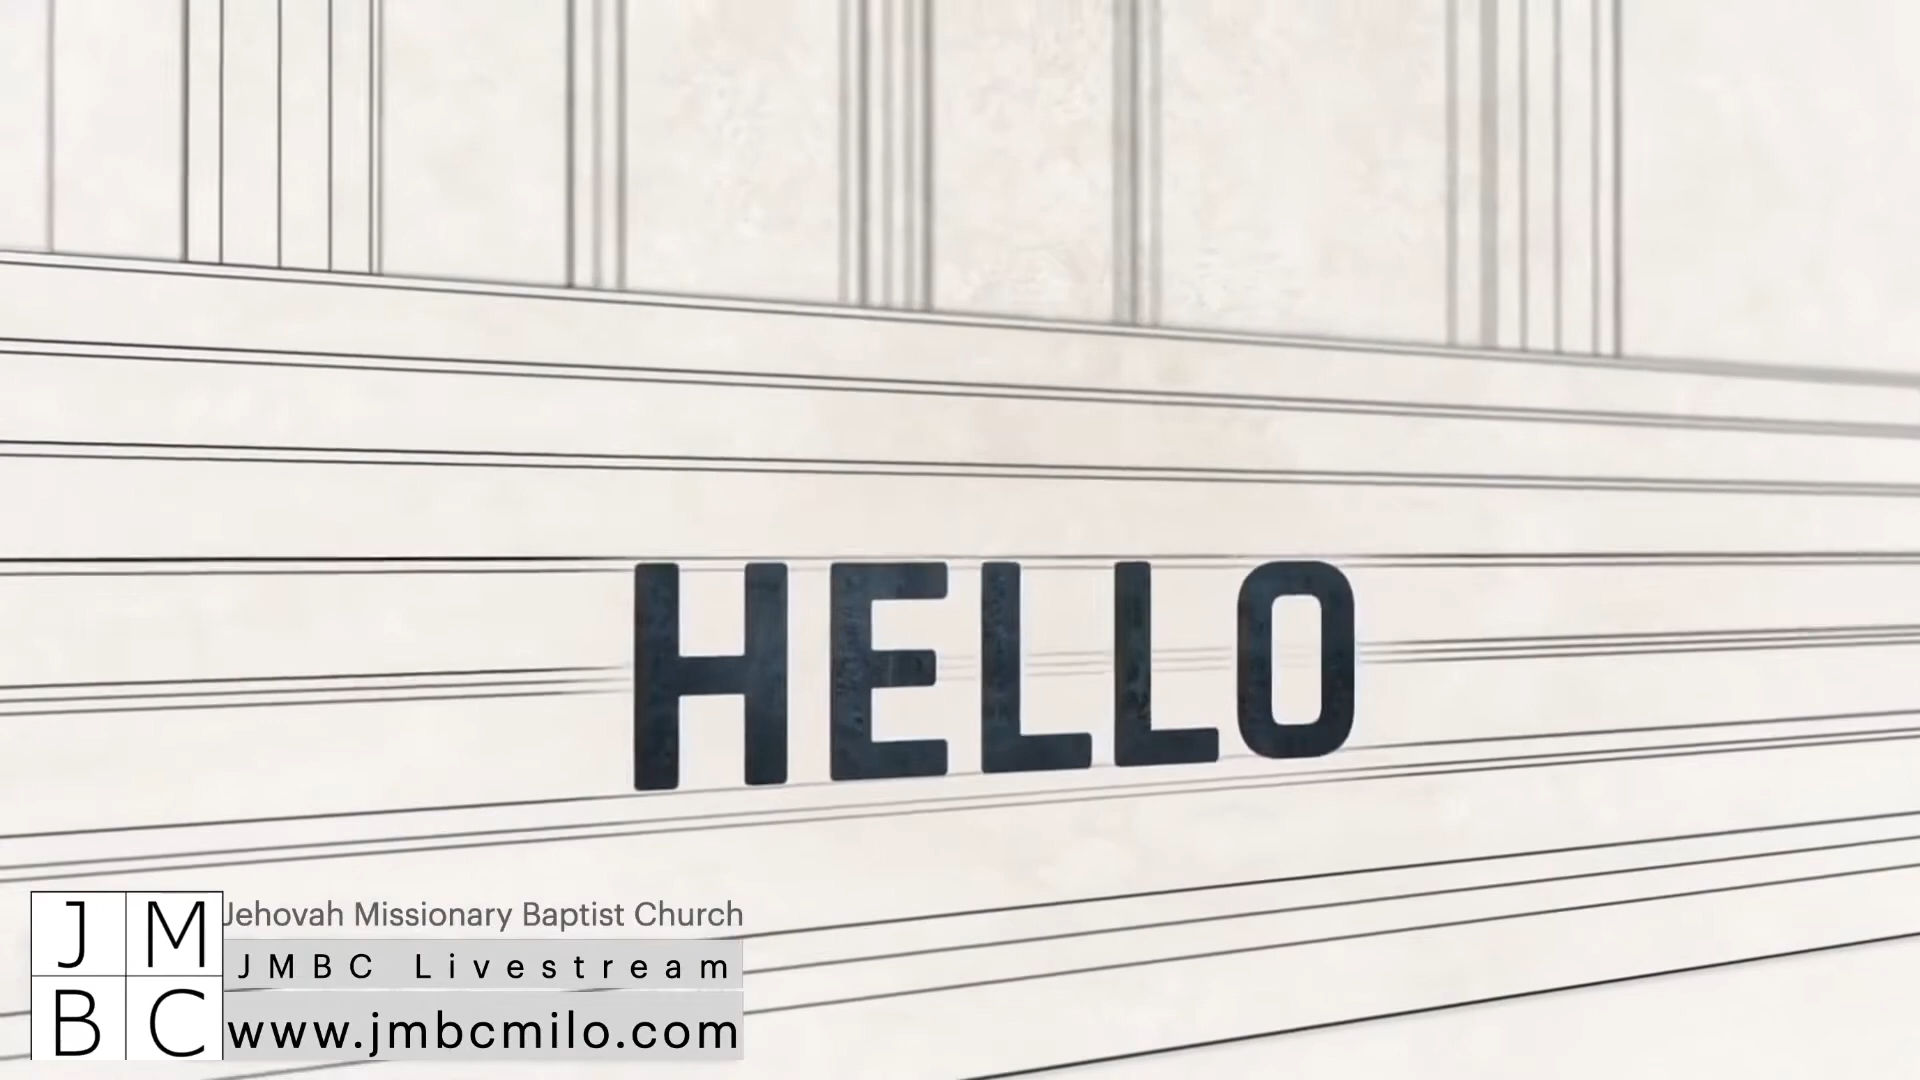 HELLO
J M
B C
Jehovah Missionary Baptist Church
JMBC Livestream
www.jmbcmilo.com